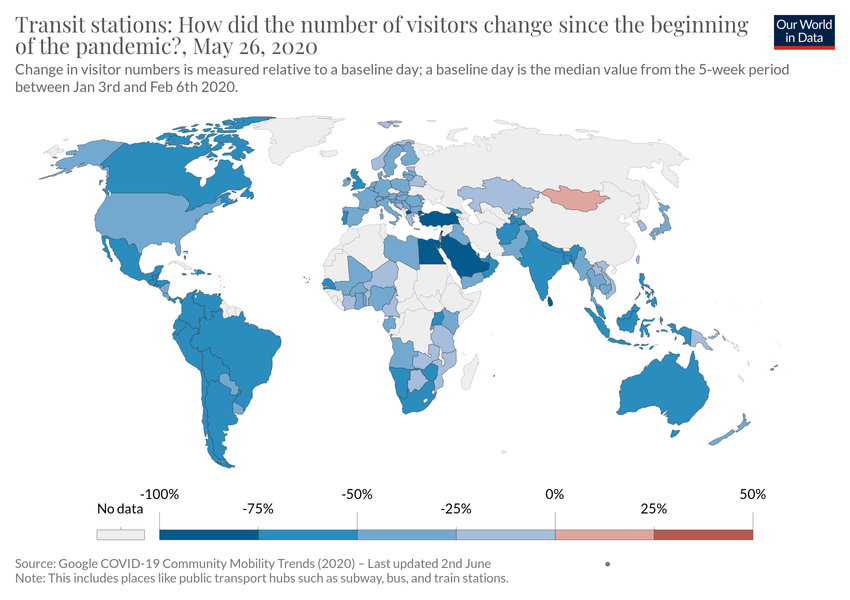 Transit stations: How did the number of visitors change since the beginning
of the pandemic?, May 26, 2020
Our World
in Data
Change in visitor numbers is measured relative to a baseline day; a baseline day is the median value from the 5-week period
between Jan 3rd and Feb 6th 2020.
-100% -50% 0% 50%
No data -75% -25% 25%
Source: Google COVID-19 Community Mobility Trends (2020) – Last updated 2nd June
Note: This includes places like public transport hubs such as subway, bus, and train stations.